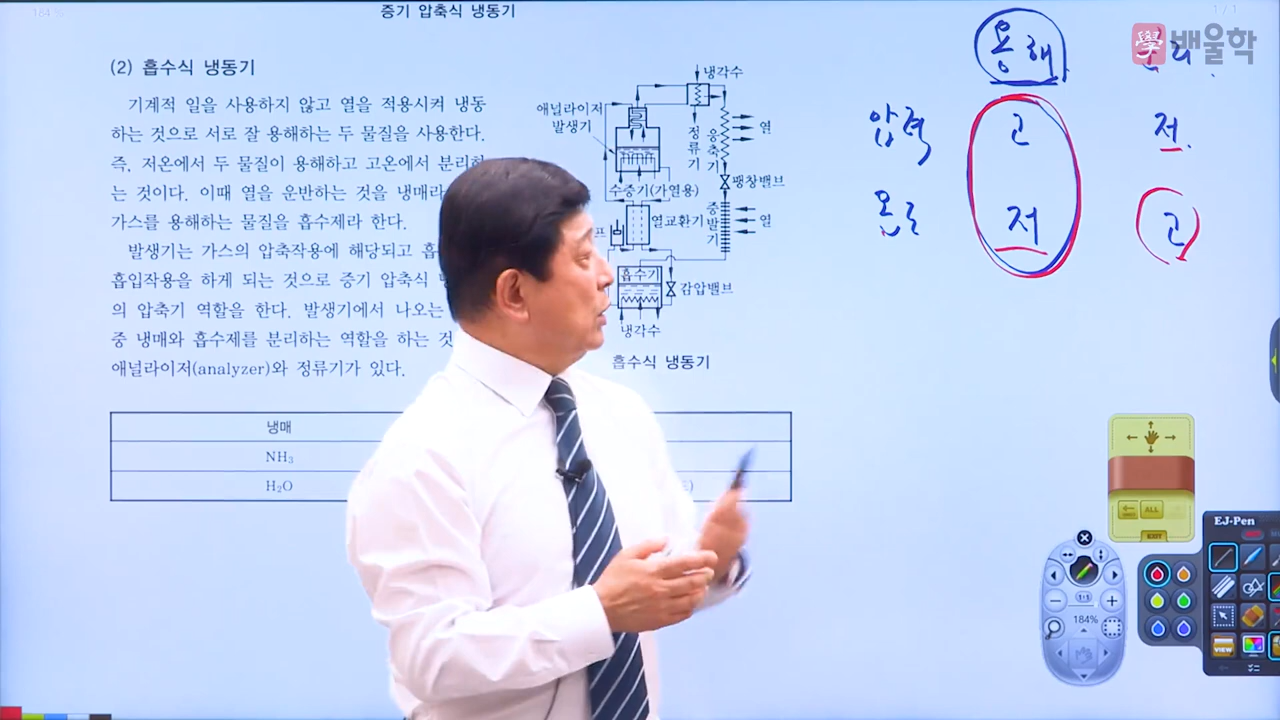 184 %
증기 압축식 냉동기
1 / 1
學 배울학
(2) 흡수식 냉동기
기계적 일을 사용하지 않고 열을 적용시켜 냉동
하는 것으로 서로 잘 용해하는 두 물질을 사용한다.
즉, 저온에서 두 물질이 용해하고 고온에서 분리하
는 것이다. 이때 열을 운반하는 것을 냉매라
가스를 용해하는 물질을 흡수제라 한다.
발생기는 가스의 압축작용에 해당되고 흡
흡입작용을 하게 되는 것으로 증기 압축식
의 압축기 역할을 한다. 발생기에서 나오는
중 냉매와 흡수제를 분리하는 역할을 하는 것
애널라이저(analyzer)와 정류기가 있다.
냉각수
애널라이저
발생기
정류기
응축기
열
팽창밸브
수증기(가열용)
열교환기
증발기
열
프
흡수기
감압밸브
냉각수
흡수식 냉동기
냉매
NH₃
H₂O
용해
압력 고 저
온도 저 고
EJ-Pen
ALL
EXIT
1:1
184%
VIEW